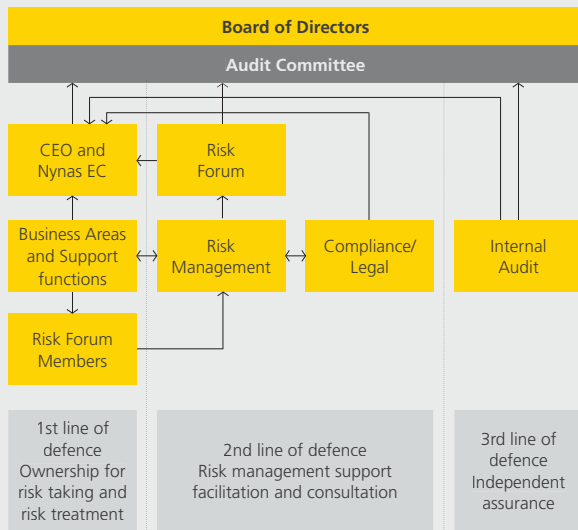 Board of Directors
Audit Committee
CEO and
Nynas EC
Risk
Forum
Business Areas
and Support
functions
Risk
Management
Compliance/
Legal
Internal
Audit
Risk Forum
Members
1st line of
defence
Ownership for
risk taking and
risk treatment
2nd line of defence
Risk management support
facilitation and consultation
3rd line of
defence
Independent
assurance